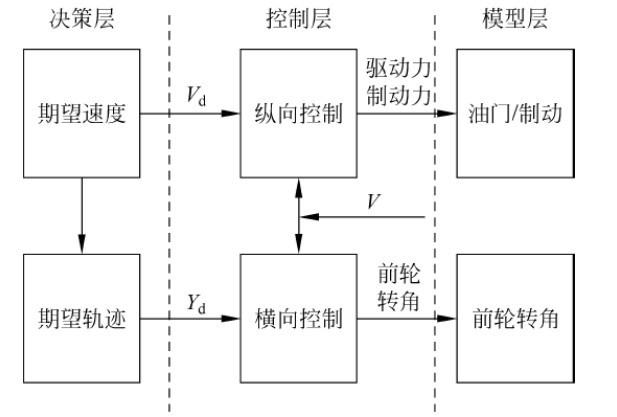 决策层
控制层
模型层
期望速度
V_d
纵向控制
驱动力
制动力
油门/制动
V
期望轨迹
Y_d
横向控制
前轮
转角
前轮转角